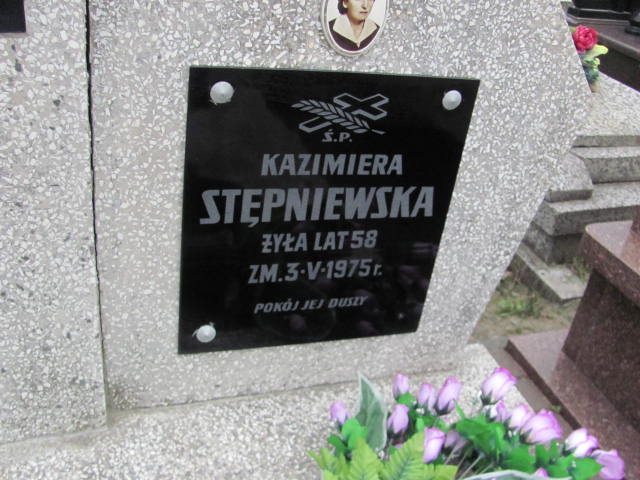 Ś.P.
KAZIMIERA
STĘPNIEWSKA
ŻYŁA LAT 58
ZM. 3·V·1975 r.
POKÓJ JEJ DUSZY